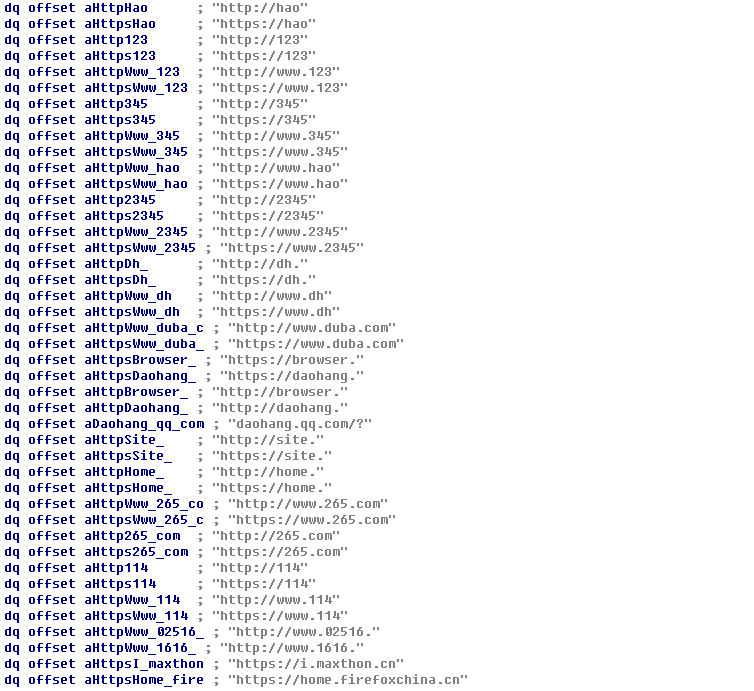 dq offset aHttpHao ; "http://hao"
dq offset aHttpsHao ; "https://hao"
dq offset aHttp123 ; "http://123"
dq offset aHttps123 ; "https://123"
dq offset aHttpWww_123 ; "http://www.123"
dq offset aHttpsWww_123 ; "https://www.123"
dq offset aHttp345 ; "http://345"
dq offset aHttps345 ; "https://345"
dq offset aHttpWww_345 ; "http://www.345"
dq offset aHttpsWww_345 ; "https://www.345"
dq offset aHttpWww_hao ; "http://www.hao"
dq offset aHttpsWww_hao ; "https://www.hao"
dq offset aHttp2345 ; "http://2345"
dq offset aHttps2345 ; "https://2345"
dq offset aHttpWww_2345 ; "http://www.2345"
dq offset aHttpsWww_2345 ; "https://www.2345"
dq offset aHttpDh_ ; "http://dh."
dq offset aHttpsDh_ ; "https://dh."
dq offset aHttpWww_dh ; "http://www.dh"
dq offset aHttpsWww_dh ; "https://www.dh"
dq offset aHttpWww_duba_c ; "http://www.duba.com"
dq offset aHttpsWww_duba_ ; "https://www.duba.com"
dq offset aHttpsBrowser_ ; "https://browser."
dq offset aHttpsDaohang_ ; "https://daohang."
dq offset aHttpBrowser_ ; "http://browser."
dq offset aHttpDaohang_ ; "http://daohang."
dq offset aDaohang_qq_com ; "daohang.qq.com/?"
dq offset aHttpSite_ ; "http://site."
dq offset aHttpsSite_ ; "https://site."
dq offset aHttpHome_ ; "http://home."
dq offset aHttpsHome_ ; "https://home."
dq offset aHttpWww_265_co ; "http://www.265.com"
dq offset aHttpsWww_265_c ; "https://www.265.com"
dq offset aHttp265_com ; "http://265.com"
dq offset aHttps265_com ; "https://265.com"
dq offset aHttp114 ; "http://114"
dq offset aHttps114 ; "https://114"
dq offset aHttpWww_114 ; "http://www.114"
dq offset aHttpsWww_114 ; "https://www.114"
dq offset aHttpWww_02516_ ; "http://www.02516."
dq offset aHttpWww_1616_ ; "http://www.1616."
dq offset aHttpsI_maxthon ; "https://i.maxthon.cn"
dq offset aHttpsHome_fire ; "https://home.firefoxchina.cn"